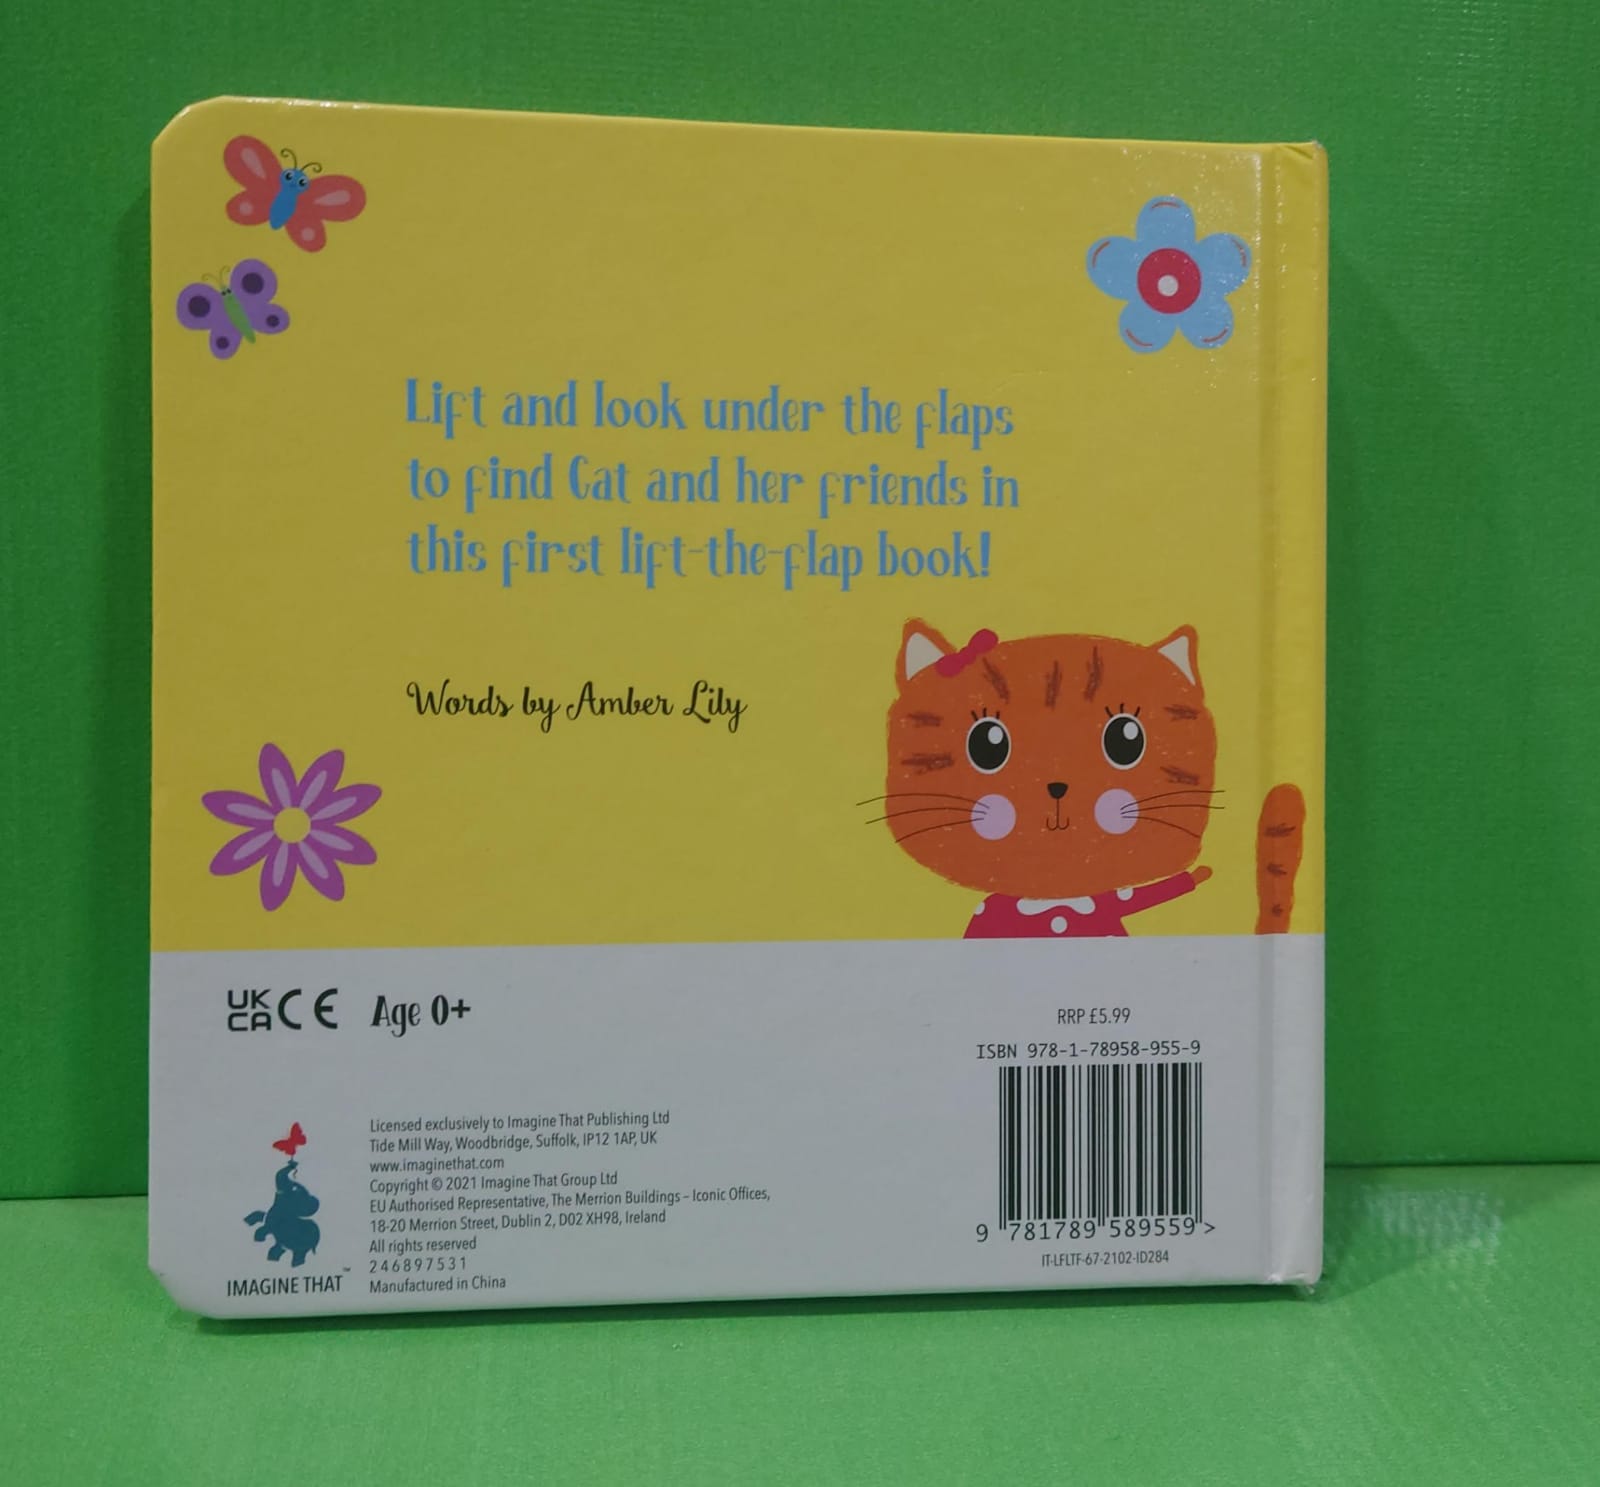 Lift and look under the flaps
to find Cat and her friends in
this first lift-the-flap book!
Words by Amber Lily
UK
CA CE Age 0+
RRP £5.99
ISBN 978-1-78958-955-9
9 781789 589559 >
IT-LFLTF-67-2102-ID284
Licensed exclusively to Imagine That Publishing Ltd
Tide Mill Way, Woodbridge, Suffolk, IP12 1AP, UK
www.imaginethat.com
Copyright © 2021 Imagine That Group Ltd
EU Authorised Representative, The Merrion Buildings – Iconic Offices,
18-20 Merrion Street, Dublin 2, D02 XH98, Ireland
All rights reserved
2 4 6 8 9 7 5 3 1
Manufactured in China
IMAGINE THAT™